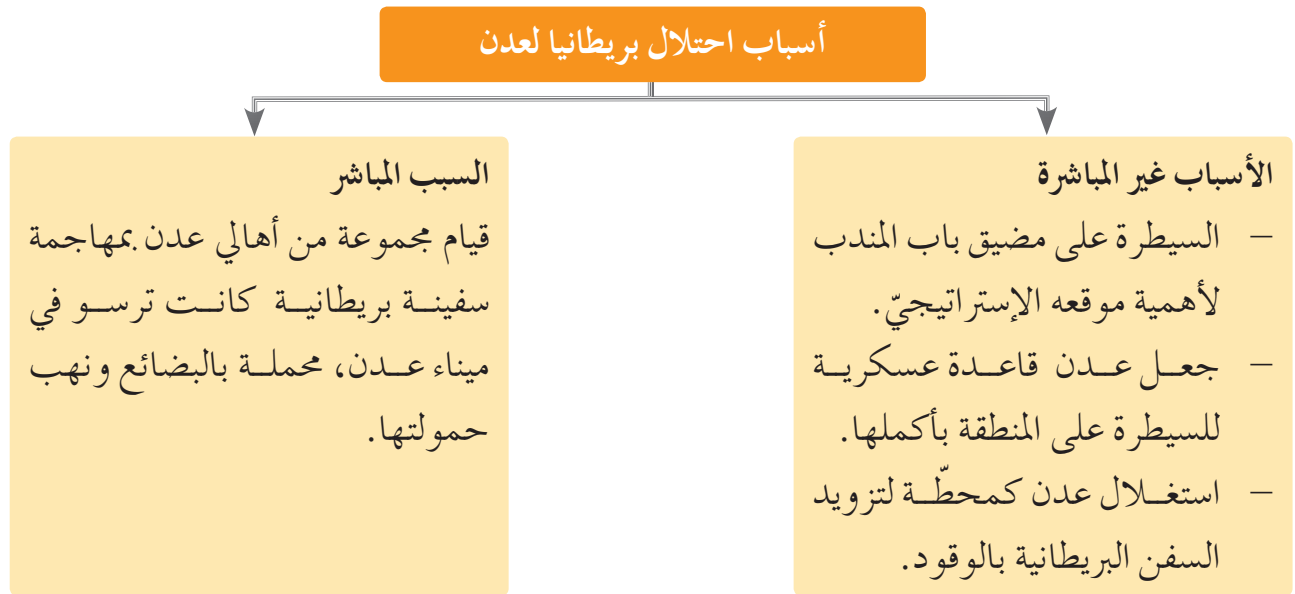 أسباب احتلال بريطانيا لعدن
الأسباب غير المباشرة
– السيطرة على مضيق باب المندب
لأهمية موقعه الإستراتيجيّ.
– جعل عدن قاعدة عسكرية
للسيطرة على المنطقة بأكملها.
– استغلال عدن كمحطّة لتزويد
السفن البريطانية بالوقود.
السبب المباشر
قيام مجموعة من أهالي عدن بمهاجمة
سفينة بريطانية كانت ترسو في
ميناء عدن، محملة بالبضائع ونهب
حمولتها.